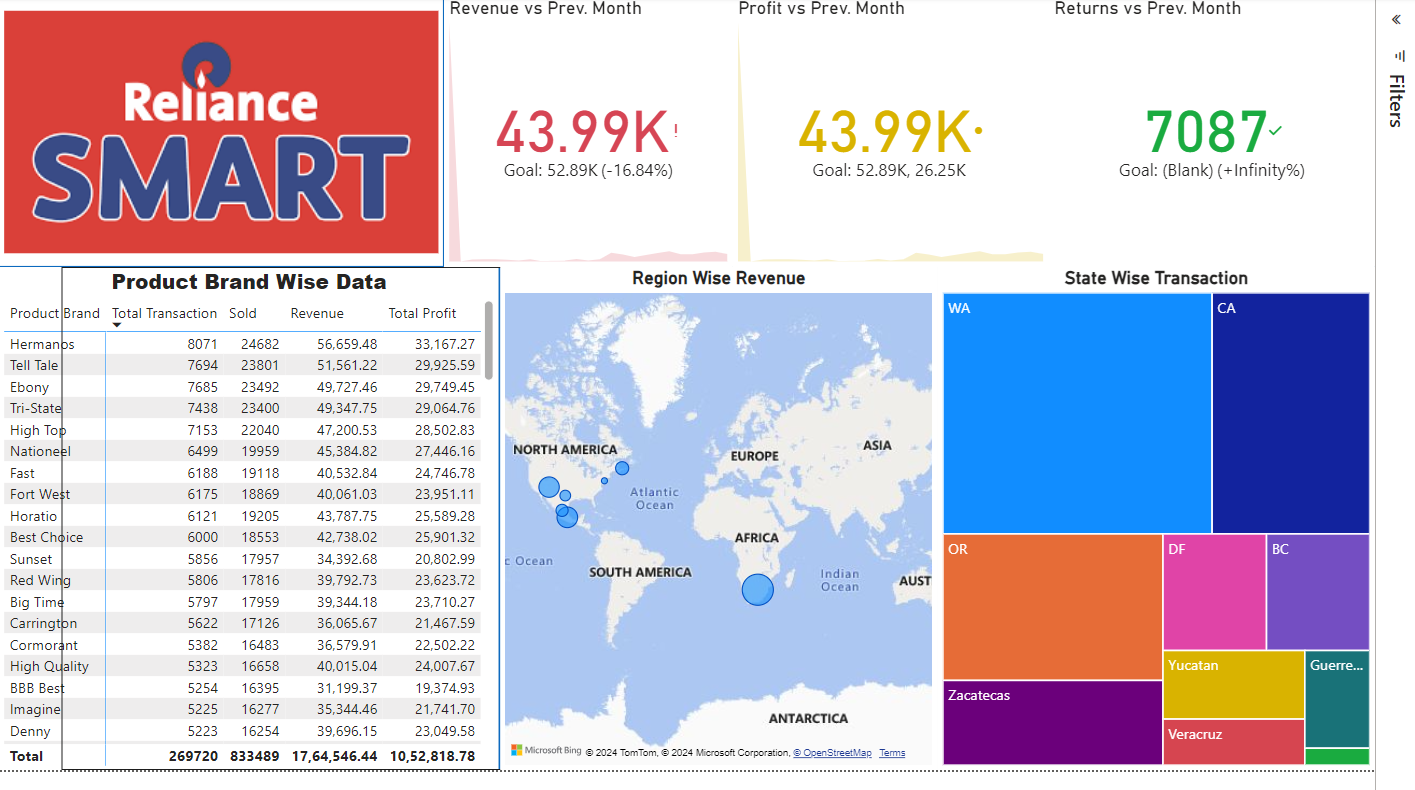 Reliance
SMART
Revenue vs Prev. Month
43.99K!
Goal: 52.89K (-16.84%)
Profit vs Prev. Month
43.99K
Goal: 52.89K, 26.25K
Returns vs Prev. Month
7087
Goal: (Blank) (+Infinity%)
Filters
Product Brand Wise Data
Product Brand Total Transaction Sold Revenue Total Profit
Hermanos 8071 24682 56,659.48 33,167.27
Tell Tale 7694 23801 51,561.22 29,925.59
Ebony 7685 23492 49,727.46 29,749.45
Tri-State 7438 23400 49,347.75 29,064.76
High Top 7153 22040 47,200.53 28,502.83
Nationeel 6499 19959 45,384.82 27,446.16
Fast 6188 19118 40,532.84 24,746.78
Fort West 6175 18869 40,061.03 23,951.11
Horatio 6121 19205 43,787.75 25,589.28
Best Choice 6000 18553 42,738.02 25,901.32
Sunset 5856 17957 34,392.68 20,802.99
Red Wing 5806 17816 39,792.73 23,623.72
Big Time 5797 17959 39,344.18 23,710.27
Carrington 5622 17126 36,065.67 21,467.59
Cormorant 5382 16483 36,579.91 22,502.22
High Quality 5323 16658 40,015.04 24,007.67
BBB Best 5254 16395 31,199.37 19,374.93
Imagine 5225 16277 35,344.46 21,741.70
Denny 5223 16254 39,696.15 23,049.58
Total 269720 833489 17,64,546.44 10,52,818.78
Region Wise Revenue
NORTH AMERICA
EUROPE
ASIA
Atlantic
Ocean
AFRICA
c Ocean
SOUTH AMERICA
Indian
Ocean
AUST
ANTARCTICA
Microsoft Bing © 2024 TomTom, © 2024 Microsoft Corporation, © OpenStreetMap Terms
State Wise Transaction
WA
CA
OR
DF
BC
Zacatecas
Yucatan
Guerre...
Veracruz